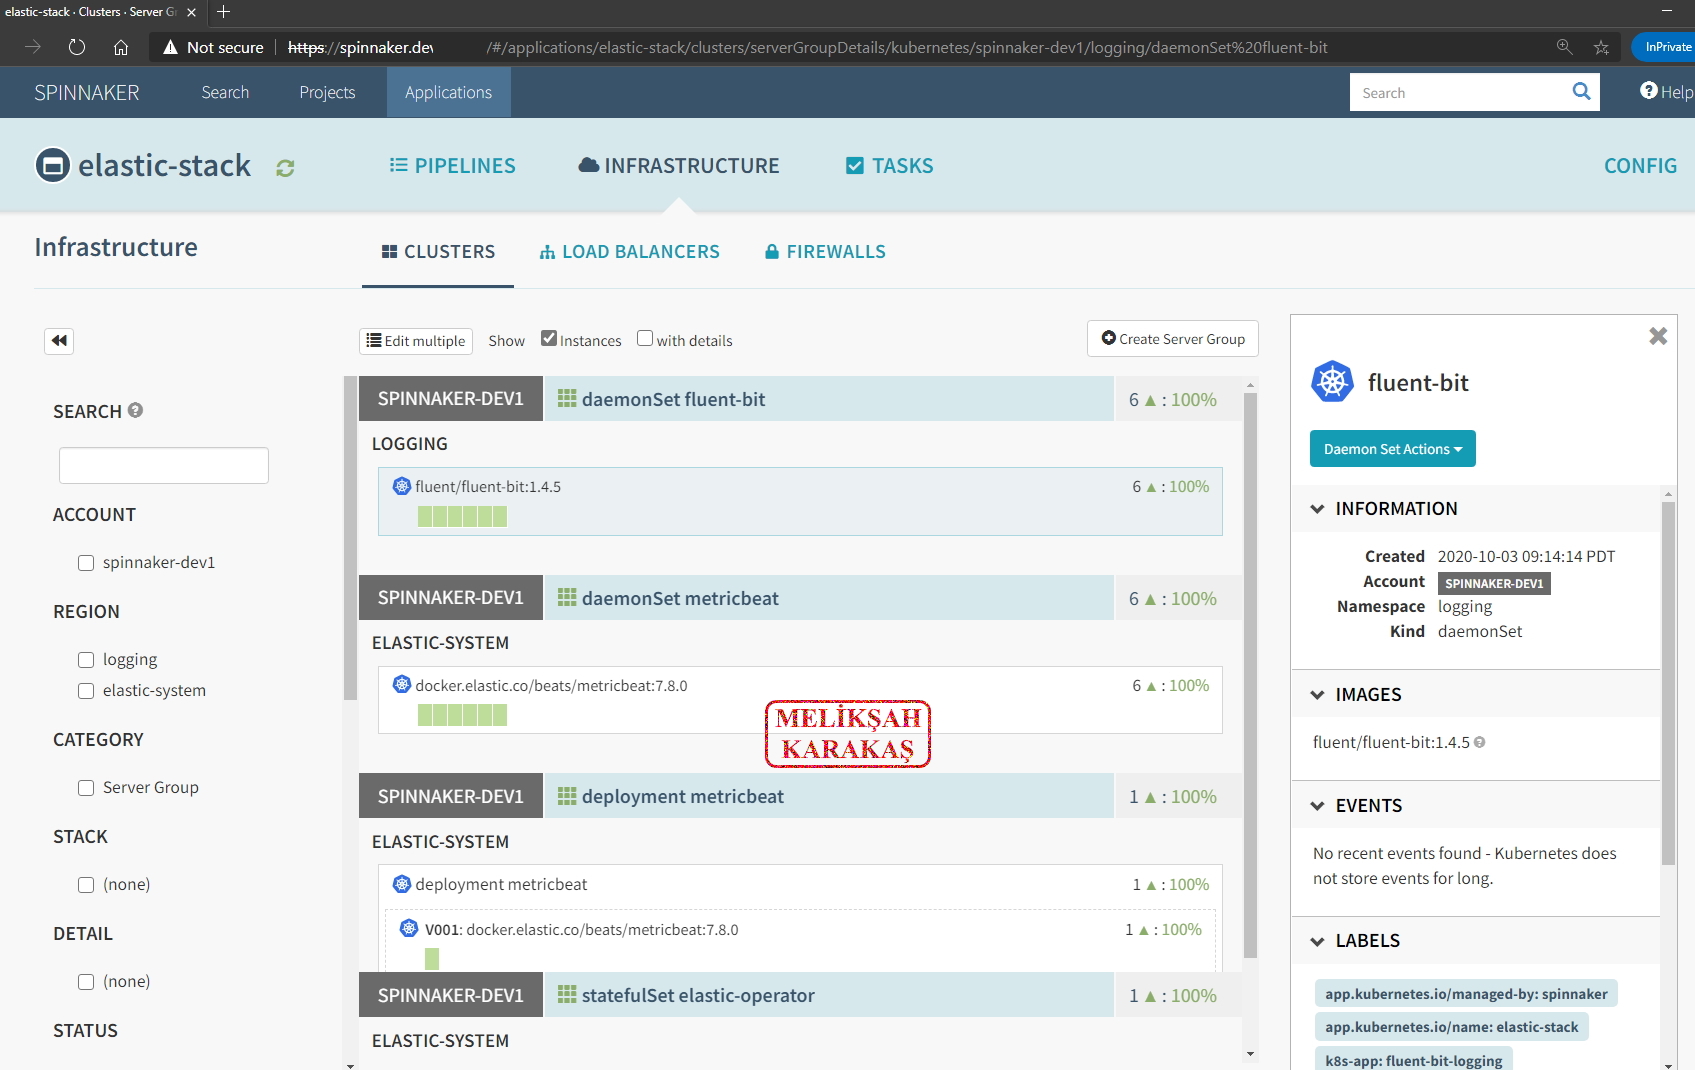 elastic-stack · Clusters · Server Gr
Not secure
https://spinnaker.dev
/#/applications/elastic-stack/clusters/serverGroupDetails/kubernetes/spinnaker-dev1/logging/daemonSet%20fluent-bit
InPrivate
SPINNAKER
Search
Projects
Applications
Search
Help
elastic-stack
PIPELINES
INFRASTRUCTURE
TASKS
CONFIG
Infrastructure
CLUSTERS
LOAD BALANCERS
FIREWALLS
Edit multiple
Show
Instances
with details
Create Server Group
SEARCH
ACCOUNT
spinnaker-dev1
REGION
logging
elastic-system
CATEGORY
Server Group
STACK
(none)
DETAIL
(none)
STATUS
SPINNAKER-DEV1
daemonSet fluent-bit
6 ▲ : 100%
LOGGING
fluent/fluent-bit:1.4.5
6 ▲ : 100%
SPINNAKER-DEV1
daemonSet metricbeat
6 ▲ : 100%
ELASTIC-SYSTEM
docker.elastic.co/beats/metricbeat:7.8.0
6 ▲ : 100%
MELİKŞAH
KARAKAŞ
SPINNAKER-DEV1
deployment metricbeat
1 ▲ : 100%
ELASTIC-SYSTEM
deployment metricbeat
1 ▲ : 100%
V001: docker.elastic.co/beats/metricbeat:7.8.0
1 ▲ : 100%
SPINNAKER-DEV1
statefulSet elastic-operator
1 ▲ : 100%
ELASTIC-SYSTEM
fluent-bit
Daemon Set Actions
INFORMATION
Created 2020-10-03 09:14:14 PDT
Account SPINNAKER-DEV1
Namespace logging
Kind daemonSet
IMAGES
fluent/fluent-bit:1.4.5
EVENTS
No recent events found - Kubernetes does
not store events for long.
LABELS
app.kubernetes.io/managed-by: spinnaker
app.kubernetes.io/name: elastic-stack
k8s-app: fluent-bit-logging